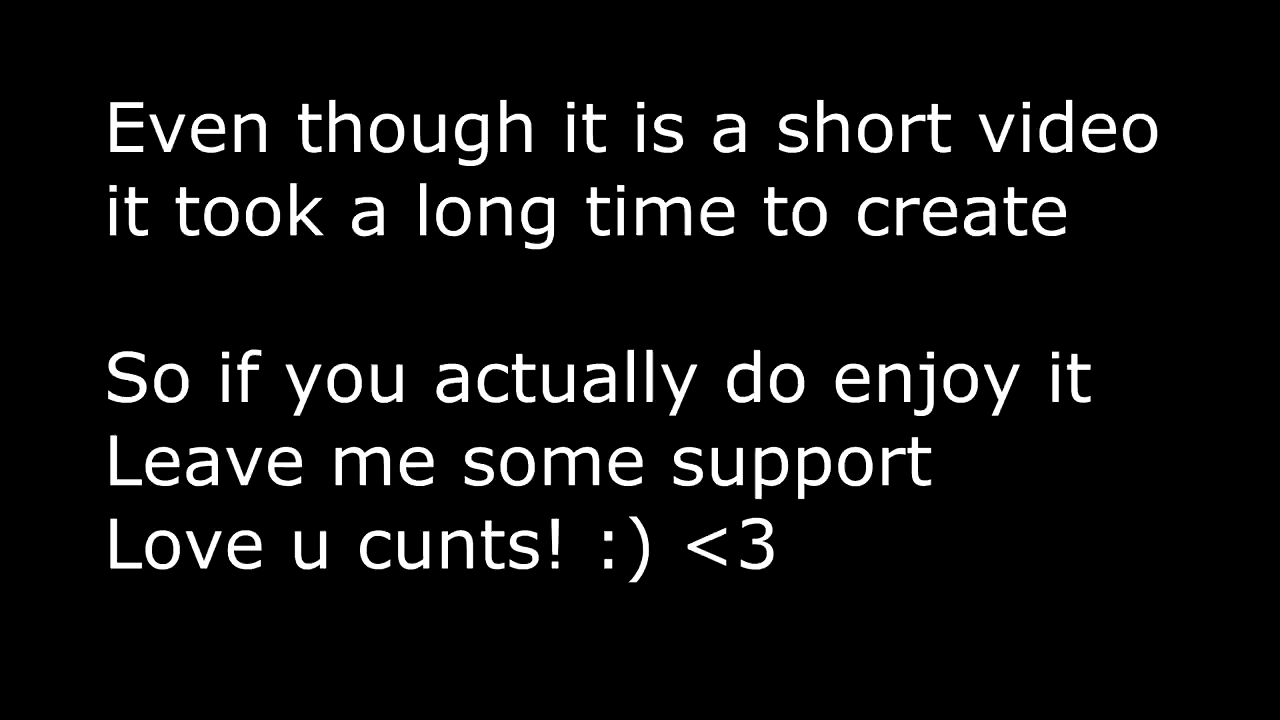 Even though it is a short video
it took a long time to create
So if you actually do enjoy it
Leave me some support
Love u cunts! :) <3